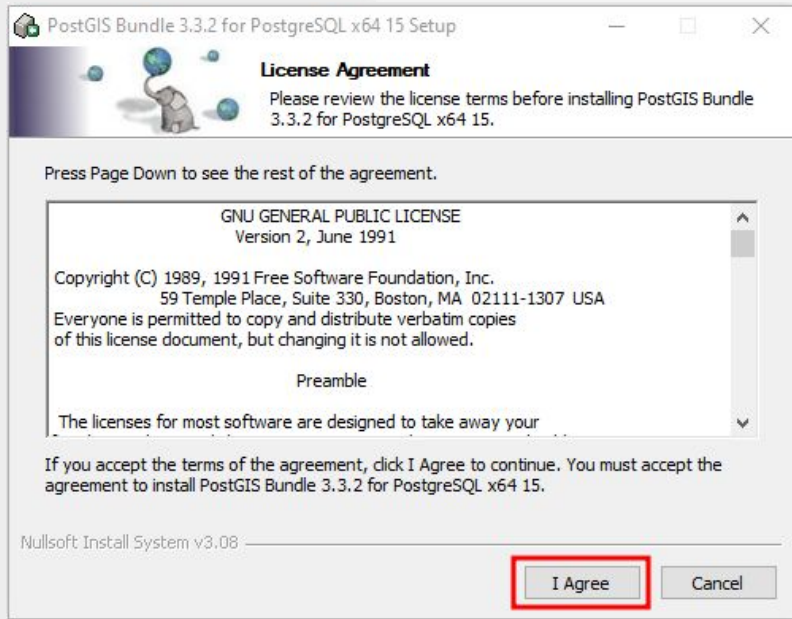 PostGIS Bundle 3.3.2 for PostgreSQL x64 15 Setup
License Agreement
Please review the license terms before installing PostGIS Bundle
3.3.2 for PostgreSQL x64 15.
Press Page Down to see the rest of the agreement.
GNU GENERAL PUBLIC LICENSE
Version 2, June 1991
Copyright (C) 1989, 1991 Free Software Foundation, Inc.
59 Temple Place, Suite 330, Boston, MA 02111-1307 USA
Everyone is permitted to copy and distribute verbatim copies
of this license document, but changing it is not allowed.
Preamble
The licenses for most software are designed to take away your
If you accept the terms of the agreement, click I Agree to continue. You must accept the
agreement to install PostGIS Bundle 3.3.2 for PostgreSQL x64 15.
Nullsoft Install System v3.08
I Agree Cancel